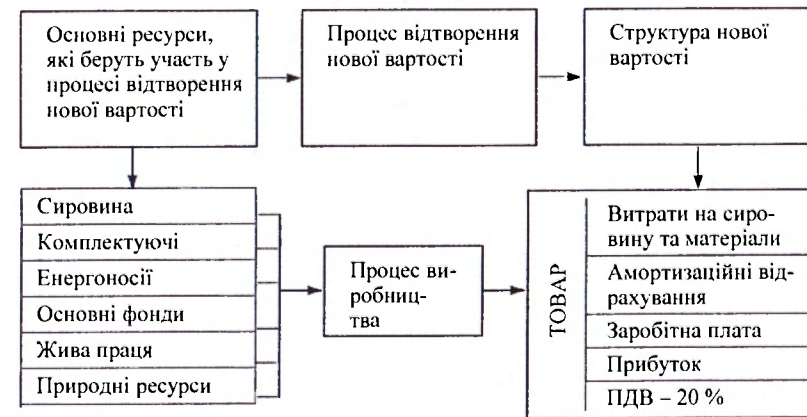 Основні ресурси,
які беруть участь у
процесі відтворення
нової вартості
Процес відтворення
нової вартості
Структура нової
вартості
Сировина
Комплектуючі
Енергоносії
Основні фонди
Жива праця
Природні ресурси
Процес ви-
робниц-
тва
ТОВАР
Витрати на сиро-
вину та матеріали
Амортизаційні від-
рахування
Заробітна плата
Прибуток
ПДВ – 20 %